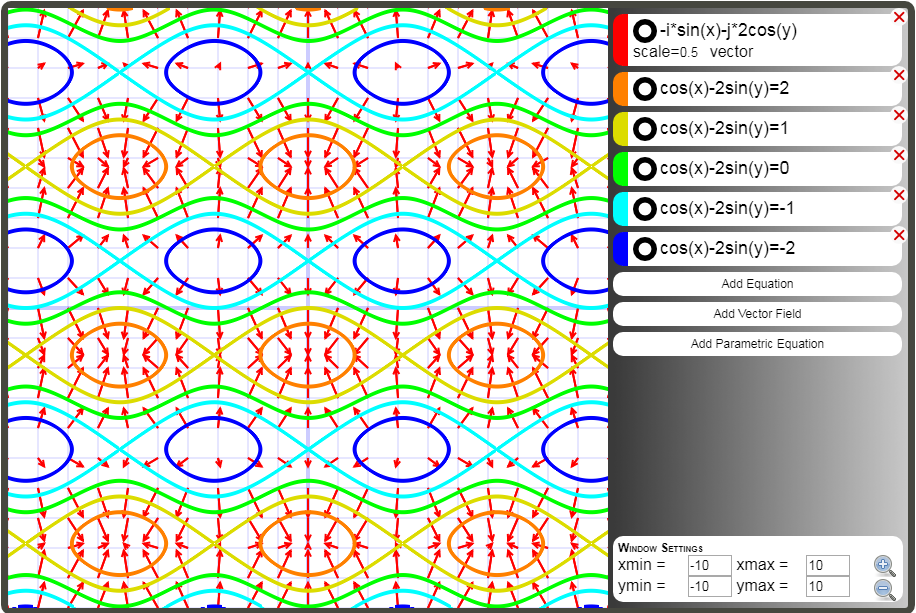 -i*sin(x)-j*2cos(y)
scale=0.5 vector
cos(x)-2sin(y)=2
cos(x)-2sin(y)=1
cos(x)-2sin(y)=0
cos(x)-2sin(y)=-1
cos(x)-2sin(y)=-2
Add Equation
Add Vector Field
Add Parametric Equation
Window Settings
xmin = -10 xmax = 10
ymin = -10 ymax = 10